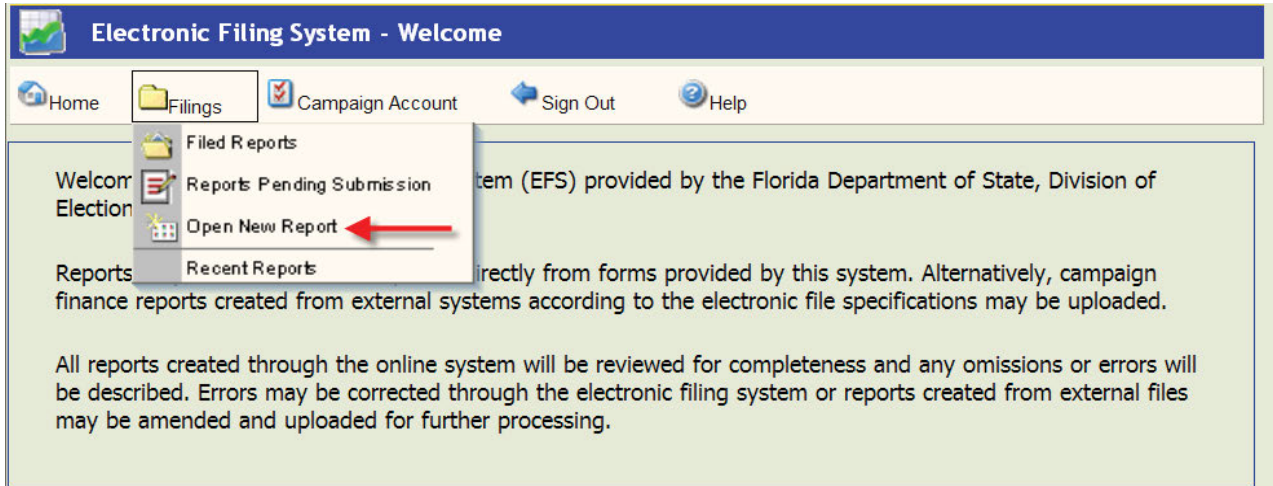 Electronic Filing System - Welcome
Home Filings Campaign Account Sign Out Help
Filed Reports
Reports Pending Submission
Open New Report
Recent Reports
Welcom tem (EFS) provided by the Florida Department of State, Division of
Election
Reports irectly from forms provided by this system. Alternatively, campaign
finance reports created from external systems according to the electronic file specifications may be uploaded.
All reports created through the online system will be reviewed for completeness and any omissions or errors will
be described. Errors may be corrected through the electronic filing system or reports created from external files
may be amended and uploaded for further processing.